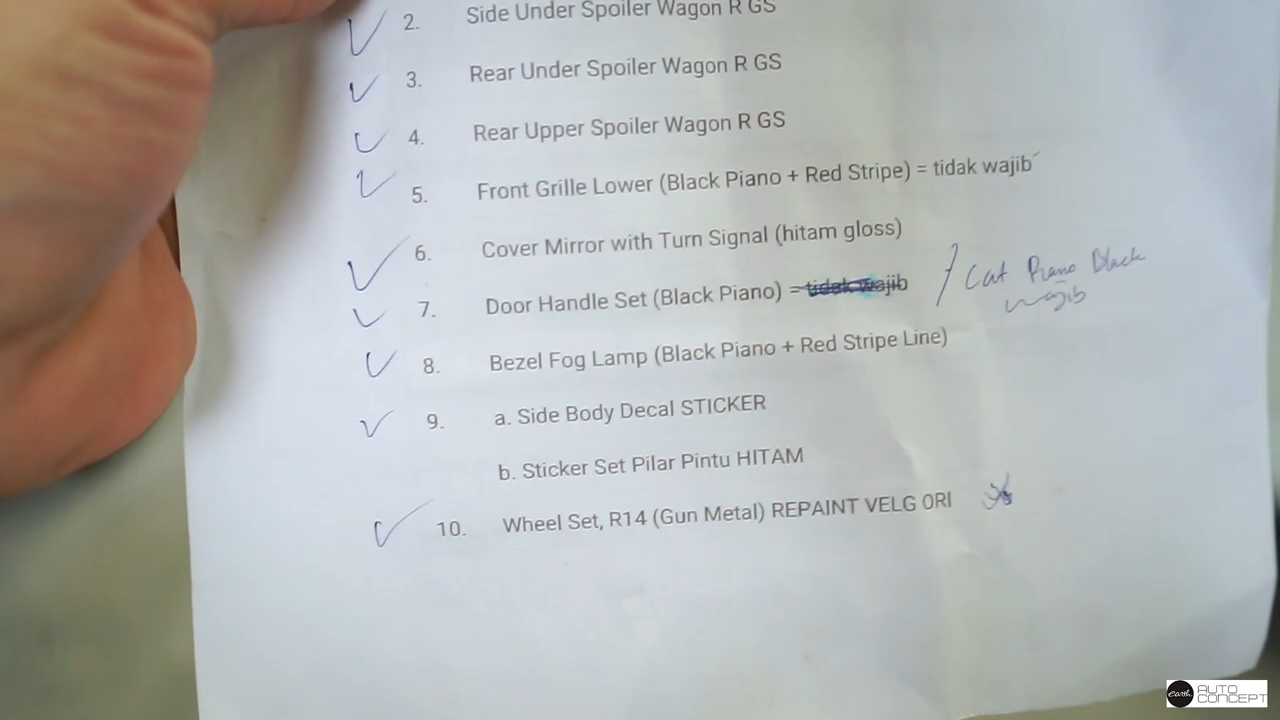 2. Side Under Spoiler Wagon R GS
3. Rear Under Spoiler Wagon R GS
4. Rear Upper Spoiler Wagon R GS
5. Front Grille Lower (Black Piano + Red Stripe) = tidak wajib
6. Cover Mirror with Turn Signal (hitam gloss)
7. Door Handle Set (Black Piano) = tidak wajib / Cat Piano Black
wajib
8. Bezel Fog Lamp (Black Piano + Red Stripe Line)
9. a. Side Body Decal STICKER
b. Sticker Set Pilar Pintu HITAM
10. Wheel Set, R14 (Gun Metal) REPAINT VELG ORI
earth AUTO
CONCEPT